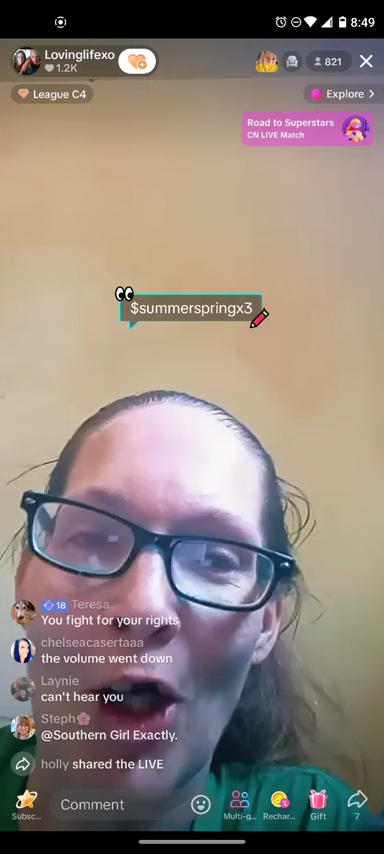 8:49
Lovinglifexo
1.2K
821
League C4
Explore
Road to Superstars
CN LIVE Match
$summerspringx3
18 Teresa
You fight for your rights
chelseacasertaaa
the volume went down
Laynie
can't hear you
Steph🌸
@Southern Girl Exactly.
holly shared the LIVE
Comment
Subsc...
Multi-g...
Rechar...
Gift
7